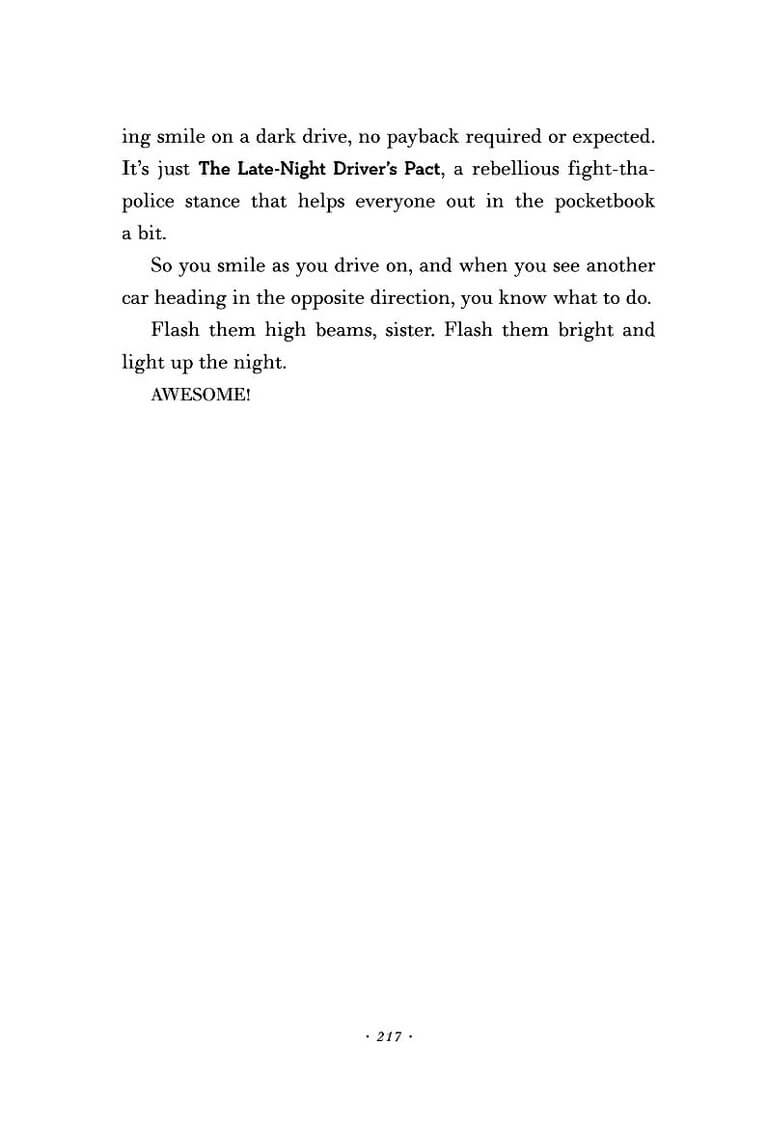 ing smile on a dark drive, no payback required or expected.
It’s just The Late-Night Driver’s Pact, a rebellious fight-tha-
police stance that helps everyone out in the pocketbook
a bit.
So you smile as you drive on, and when you see another
car heading in the opposite direction, you know what to do.
Flash them high beams, sister. Flash them bright and
light up the night.
AWESOME!
· 217 ·